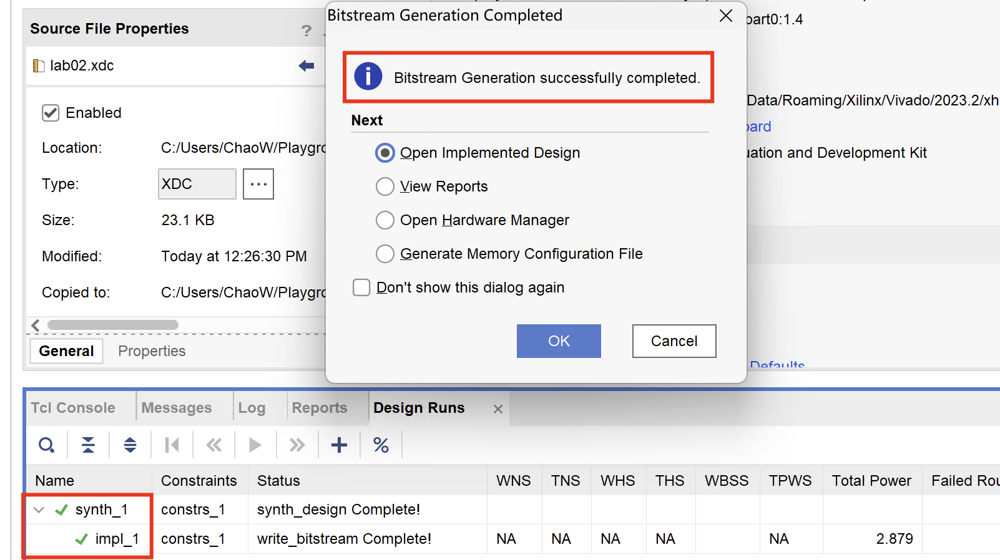 Bitstream Generation Completed
part0:1.4
Source File Properties
?
lab02.xdc
i
Bitstream Generation successfully completed.
Data/Roaming/Xilinx/Vivado/2023.2/xh
Enabled
Next
Location:
C:/Users/ChaoW/Playgro
Open Implemented Design
uation and Development Kit
Type:
XDC
...
View Reports
Size:
23.1 KB
Open Hardware Manager
Modified:
Today at 12:26:30 PM
Generate Memory Configuration File
Copied to:
C:/Users/ChaoW/Playgro
Don't show this dialog again
OK
Cancel
General
Properties
Defaults
Tcl Console
Messages
Log
Reports
Design Runs
%
Name Constraints Status WNS TNS WHS THS WBSS TPWS Total Power Failed Rou
synth_1 constrs_1 synth_design Complete!
impl_1 constrs_1 write_bitstream Complete! NA NA NA NA NA 2.879